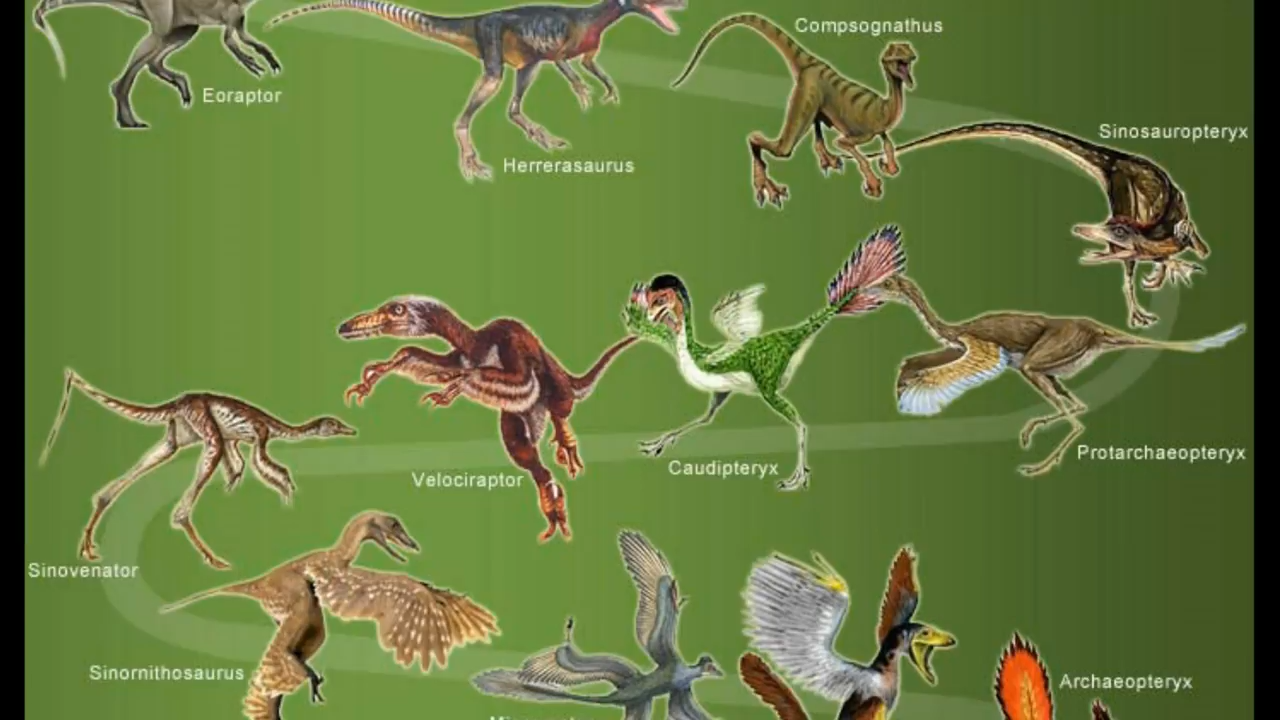 Compsognathus
Eoraptor
Sinosauropteryx
Herrerasaurus
Protarchaeopteryx
Caudipteryx
Velociraptor
Sinovenator
Sinornithosaurus
Archaeopteryx